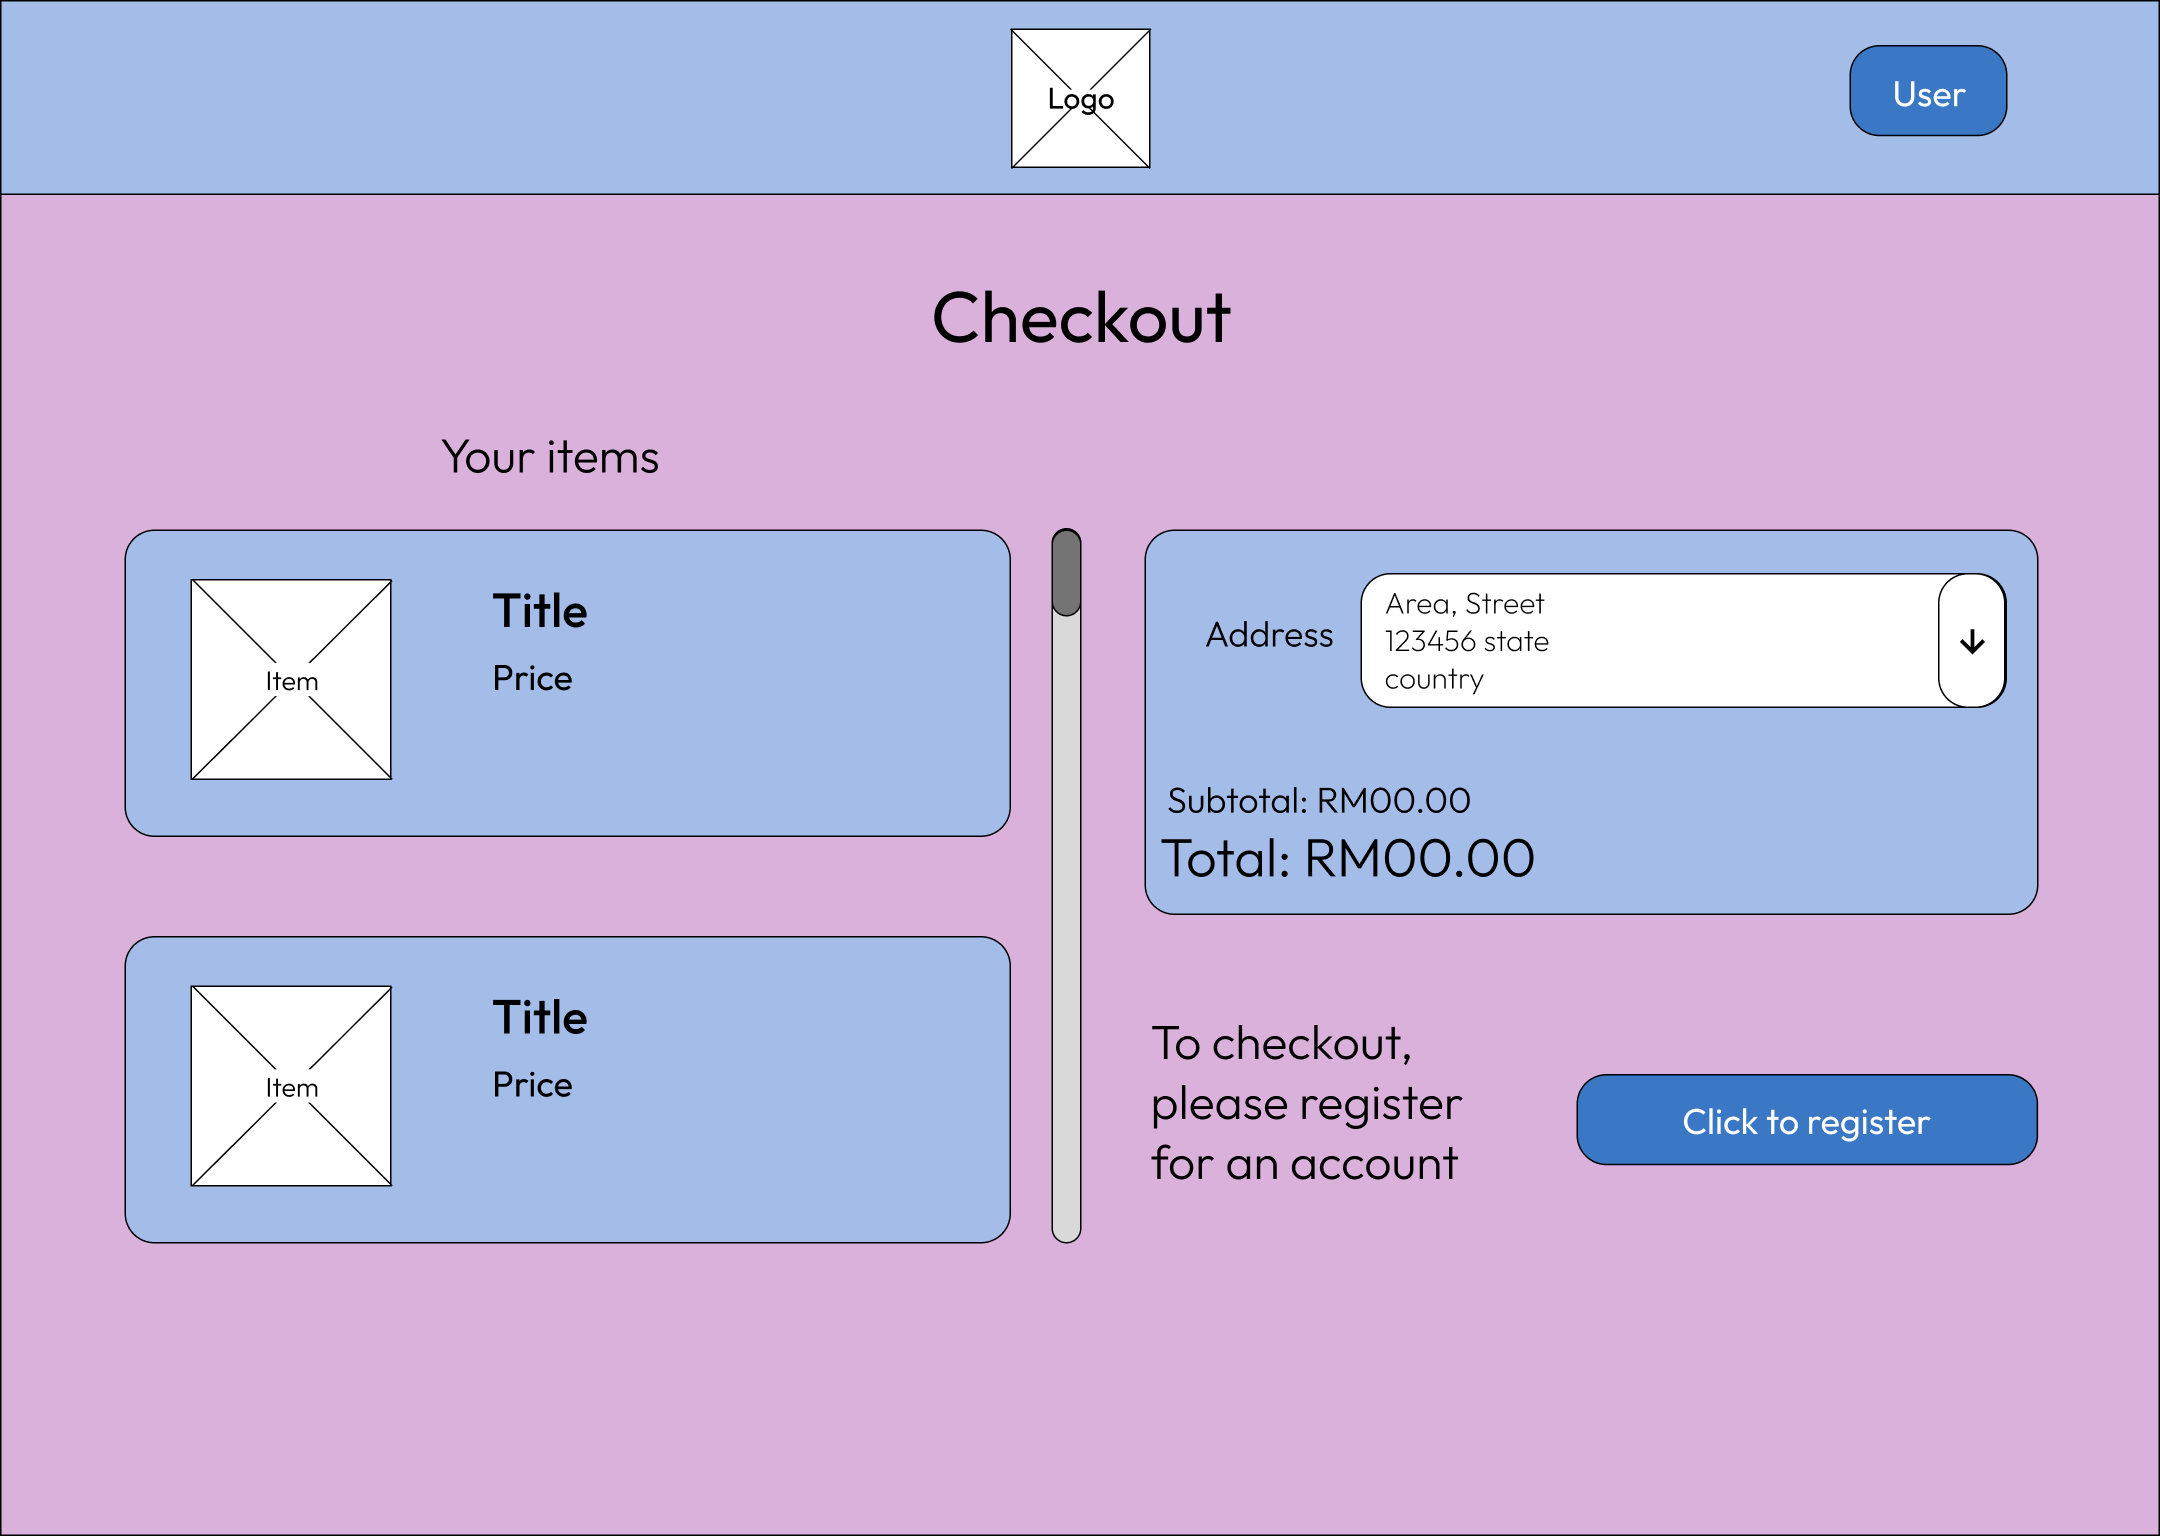 Logo
User
Checkout
Your items
Item
Title
Price
Item
Title
Price
Address
Area, Street
123456 state
country
Subtotal: RM00.00
Total: RM00.00
To checkout,
please register
for an account
Click to register